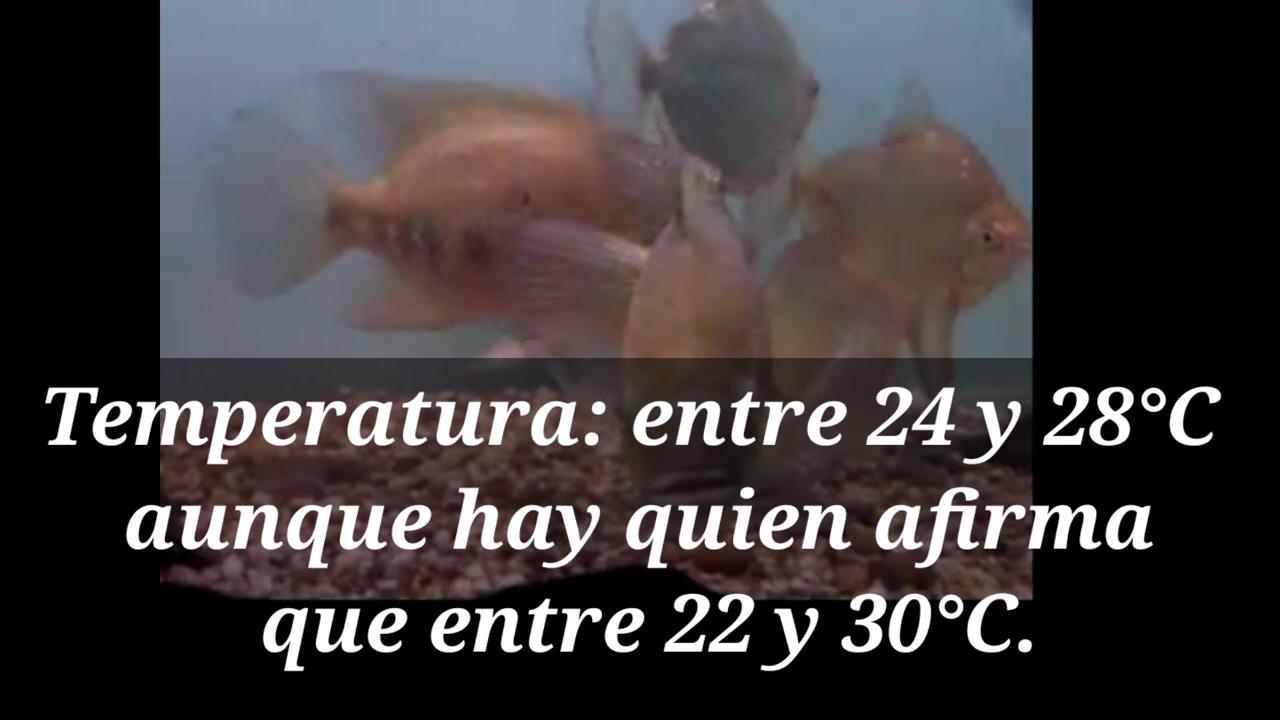 Temperatura: entre 24 y 28°C
aunque hay quien afirma
que entre 22 y 30°C.